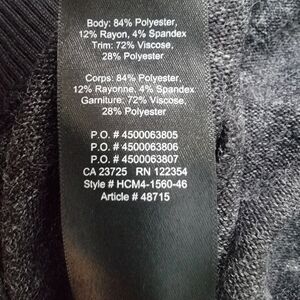 Body: 84% Polyester,
12% Rayon, 4% Spandex
Trim: 72% Viscose,
28% Polyester
Corps: 84% Polyester,
12% Rayonne, 4% Spandex
Garniture: 72% Viscose,
28% Polyester
P.O. # 4500063805
P.O. # 4500063806
P.O. # 4500063807
CA 23725 RN 122354
Style # HCM4-1560-46
Article # 48715